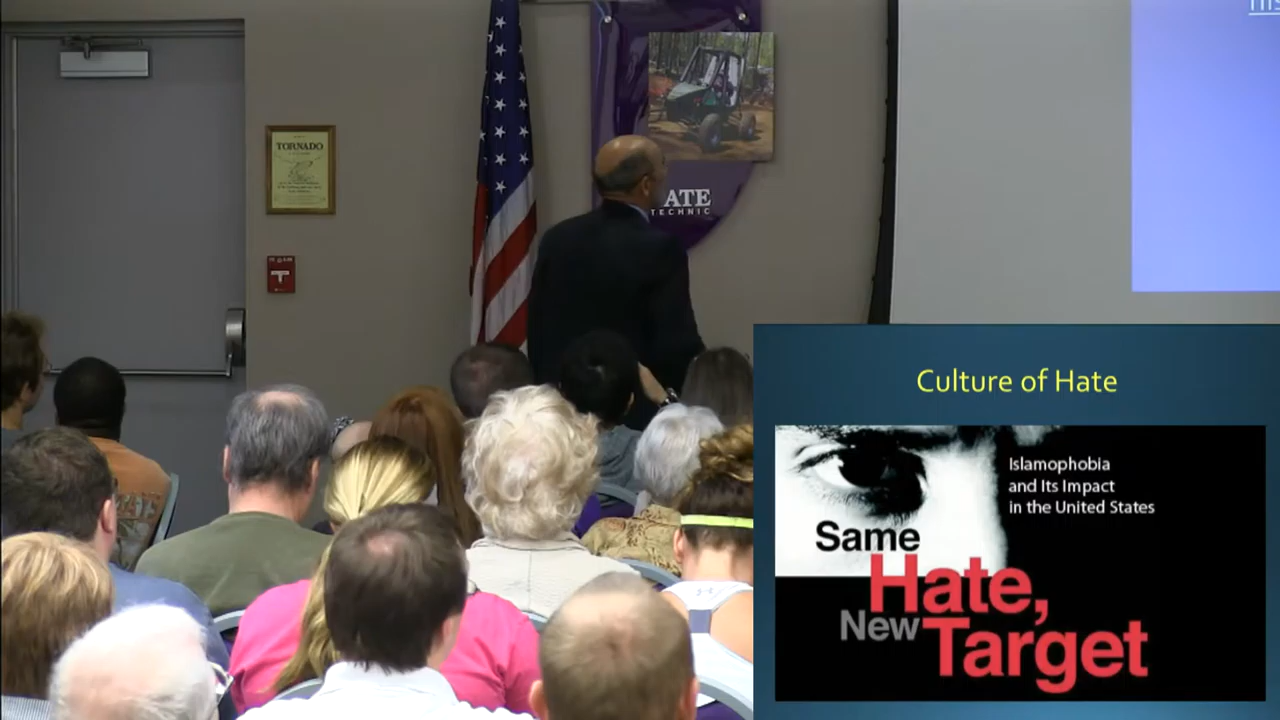 TORNADO
ATE
TECHNIC
Culture of Hate
Islamophobia
and Its Impact
in the United States
Same
Hate,
New
Target